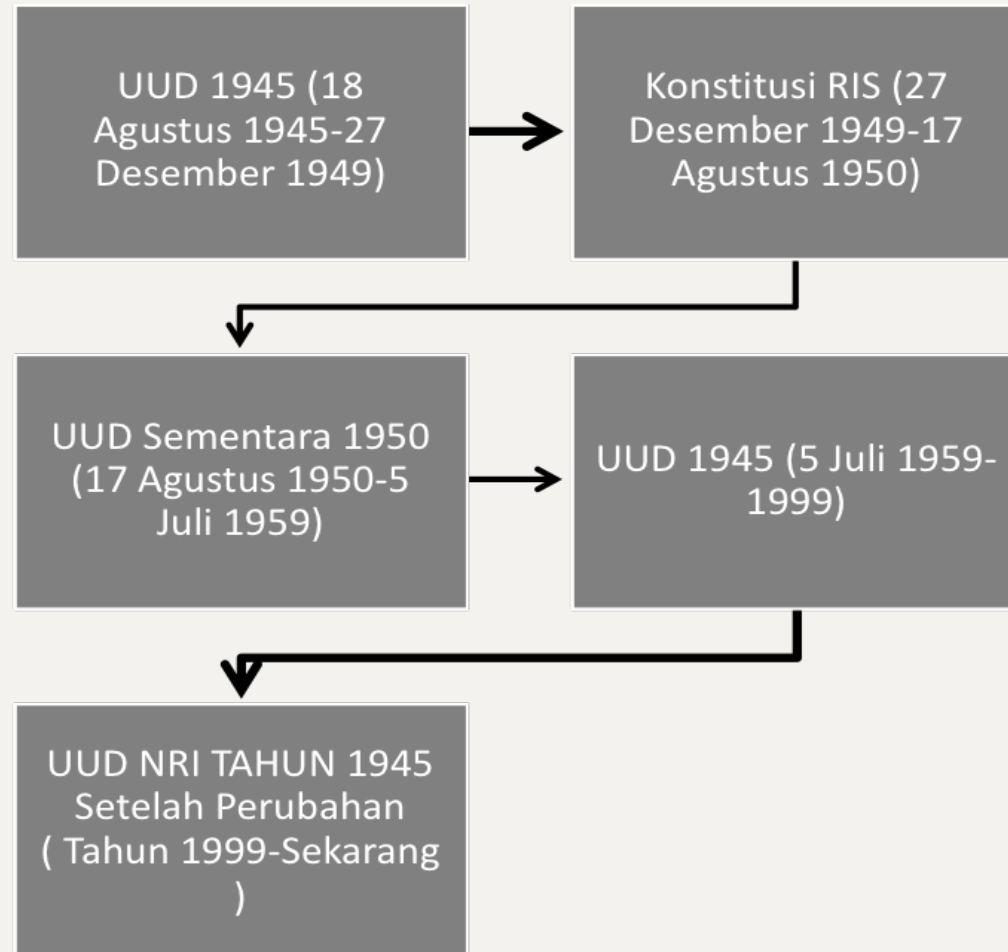 UUD 1945 (18
Agustus 1945-27
Desember 1949)
Konstitusi RIS (27
Desember 1949-17
Agustus 1950)
UUD Sementara 1950
(17 Agustus 1950-5
Juli 1959)
UUD 1945 (5 Juli 1959-
1999)
UUD NRI TAHUN 1945
Setelah Perubahan
( Tahun 1999-Sekarang
)